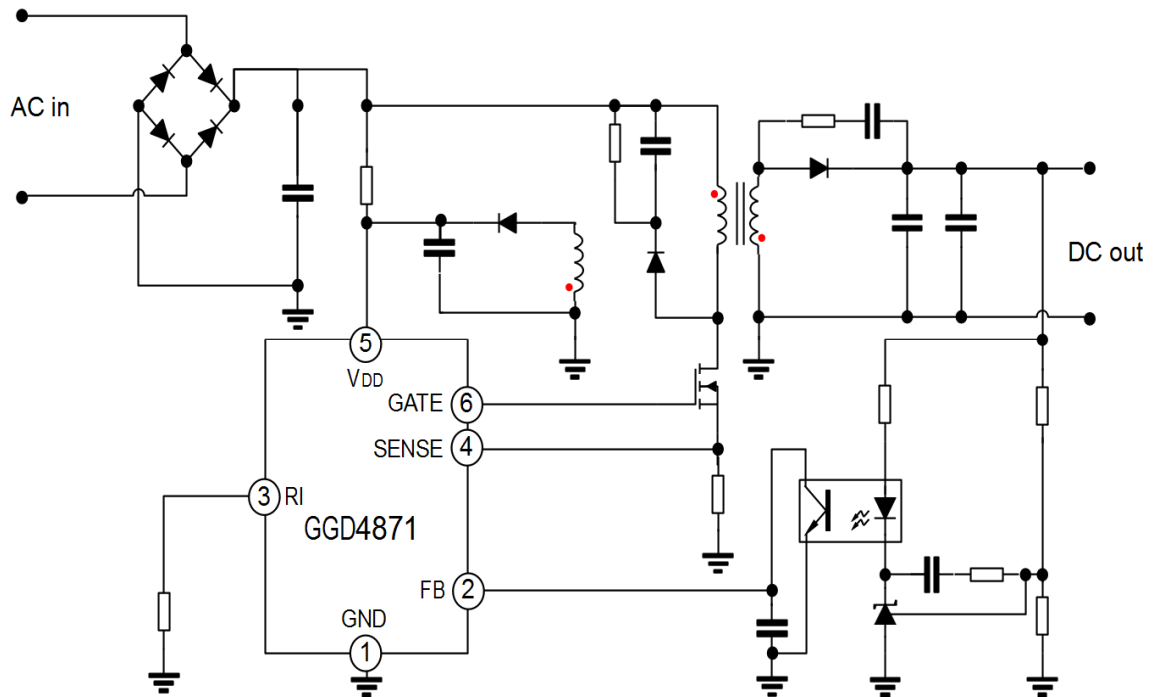 AC in
DC out
5
VDD
GATE 6
SENSE 4
3 RI
GGD4871
FB 2
GND
1